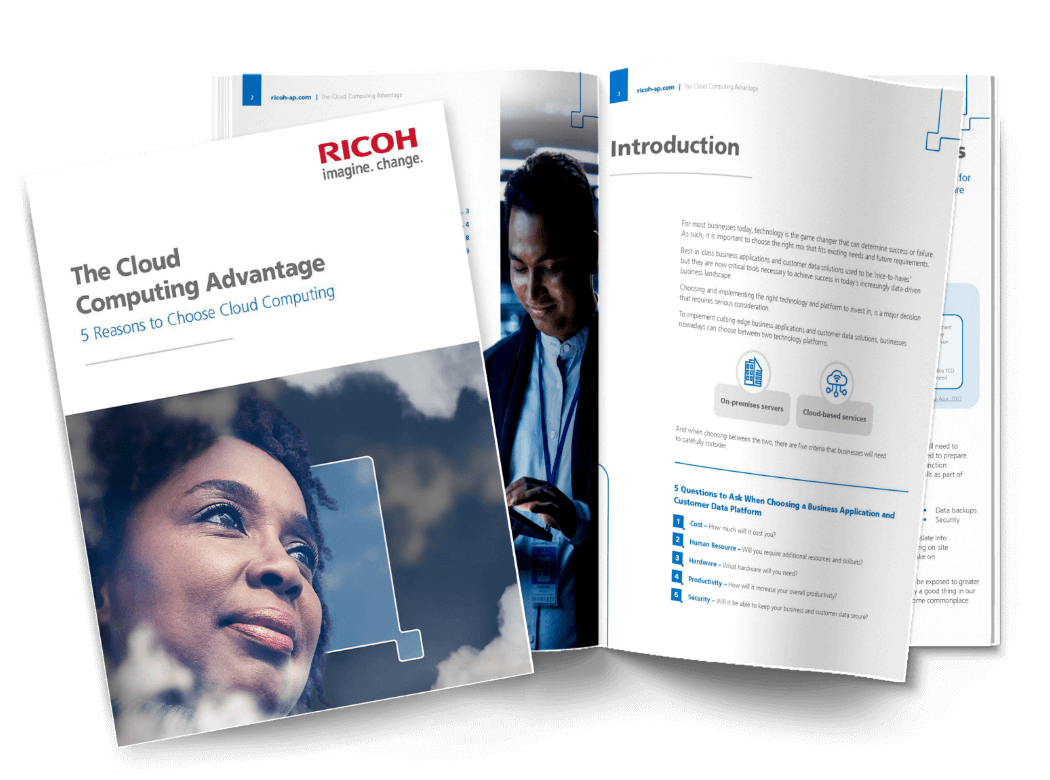 RICOH
imagine. change.
The Cloud
Computing Advantage
5 Reasons to Choose Cloud Computing
2
ricoh-ap.com | The Cloud Computing Advantage
3
4
8
9
3
ricoh-ap.com | The Cloud Computing Advantage
Introduction
For most businesses today, technology is the game changer that can determine success or failure.
As such, it is important to choose the right mix that fits existing needs and future requirements.
Best-in-class business applications and customer data solutions used to be 'nice-to-haves'
but they are now critical tools necessary to achieve success in today's increasingly data-driven
business landscape.
Choosing and implementing the right technology and platform to invest in, is a major decision
that requires serious consideration.
To implement cutting-edge business applications and customer data solutions, businesses
nowadays can choose between two technology platforms.
On-premises servers
Cloud-based services
And when choosing between the two, there are five criteria that businesses will need
to carefully consider.
5 Questions to Ask When Choosing a Business Application and
Customer Data Platform
1 Cost – How much will it cost you?
2 Human Resource – Will you require additional resources and skillsets?
3 Hardware – What hardware will you need?
4 Productivity – How will it increase your overall productivity?
5 Security – Will it be able to keep your business and customer data secure?
s
for
need to
to prepare
as part of
• Data backups
• Security
into
on-site
on
be exposed to greater
a good thing in our
commonplace.